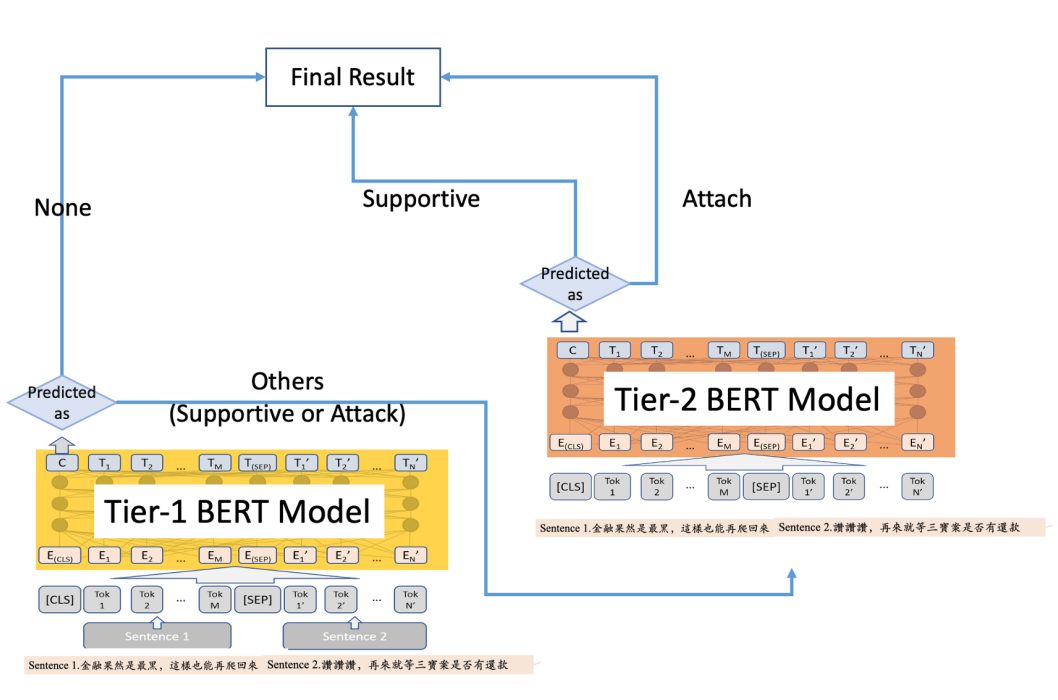 Final Result
None
Supportive
Attach
Predicted
as
C T1 T2 ... TM T(SEP) T1' T2' ... TN'
Tier-2 BERT Model
E(CLS) E1 E2 ... EM E(SEP) E1' E2' ... EN'
[CLS] Tok 1 Tok 2 ... Tok M [SEP] Tok 1' Tok 2' ... Tok N'
Sentence 1.金融果然是最黑，這樣也能再爬回來 Sentence 2.讚讚讚，再來就等三寶案是否有還款
Predicted
as
Others
(Supportive or Attack)
C T1 T2 ... TM T(SEP) T1' T2' ... TN'
Tier-1 BERT Model
E(CLS) E1 E2 ... EM E(SEP) E1' E2' ... EN'
[CLS] Tok 1 Tok 2 ... Tok M [SEP] Tok 1' Tok 2' ... Tok N'
Sentence 1 Sentence 2
Sentence 1.金融果然是最黑，這樣也能再爬回來 Sentence 2.讚讚讚，再來就等三寶案是否有還款